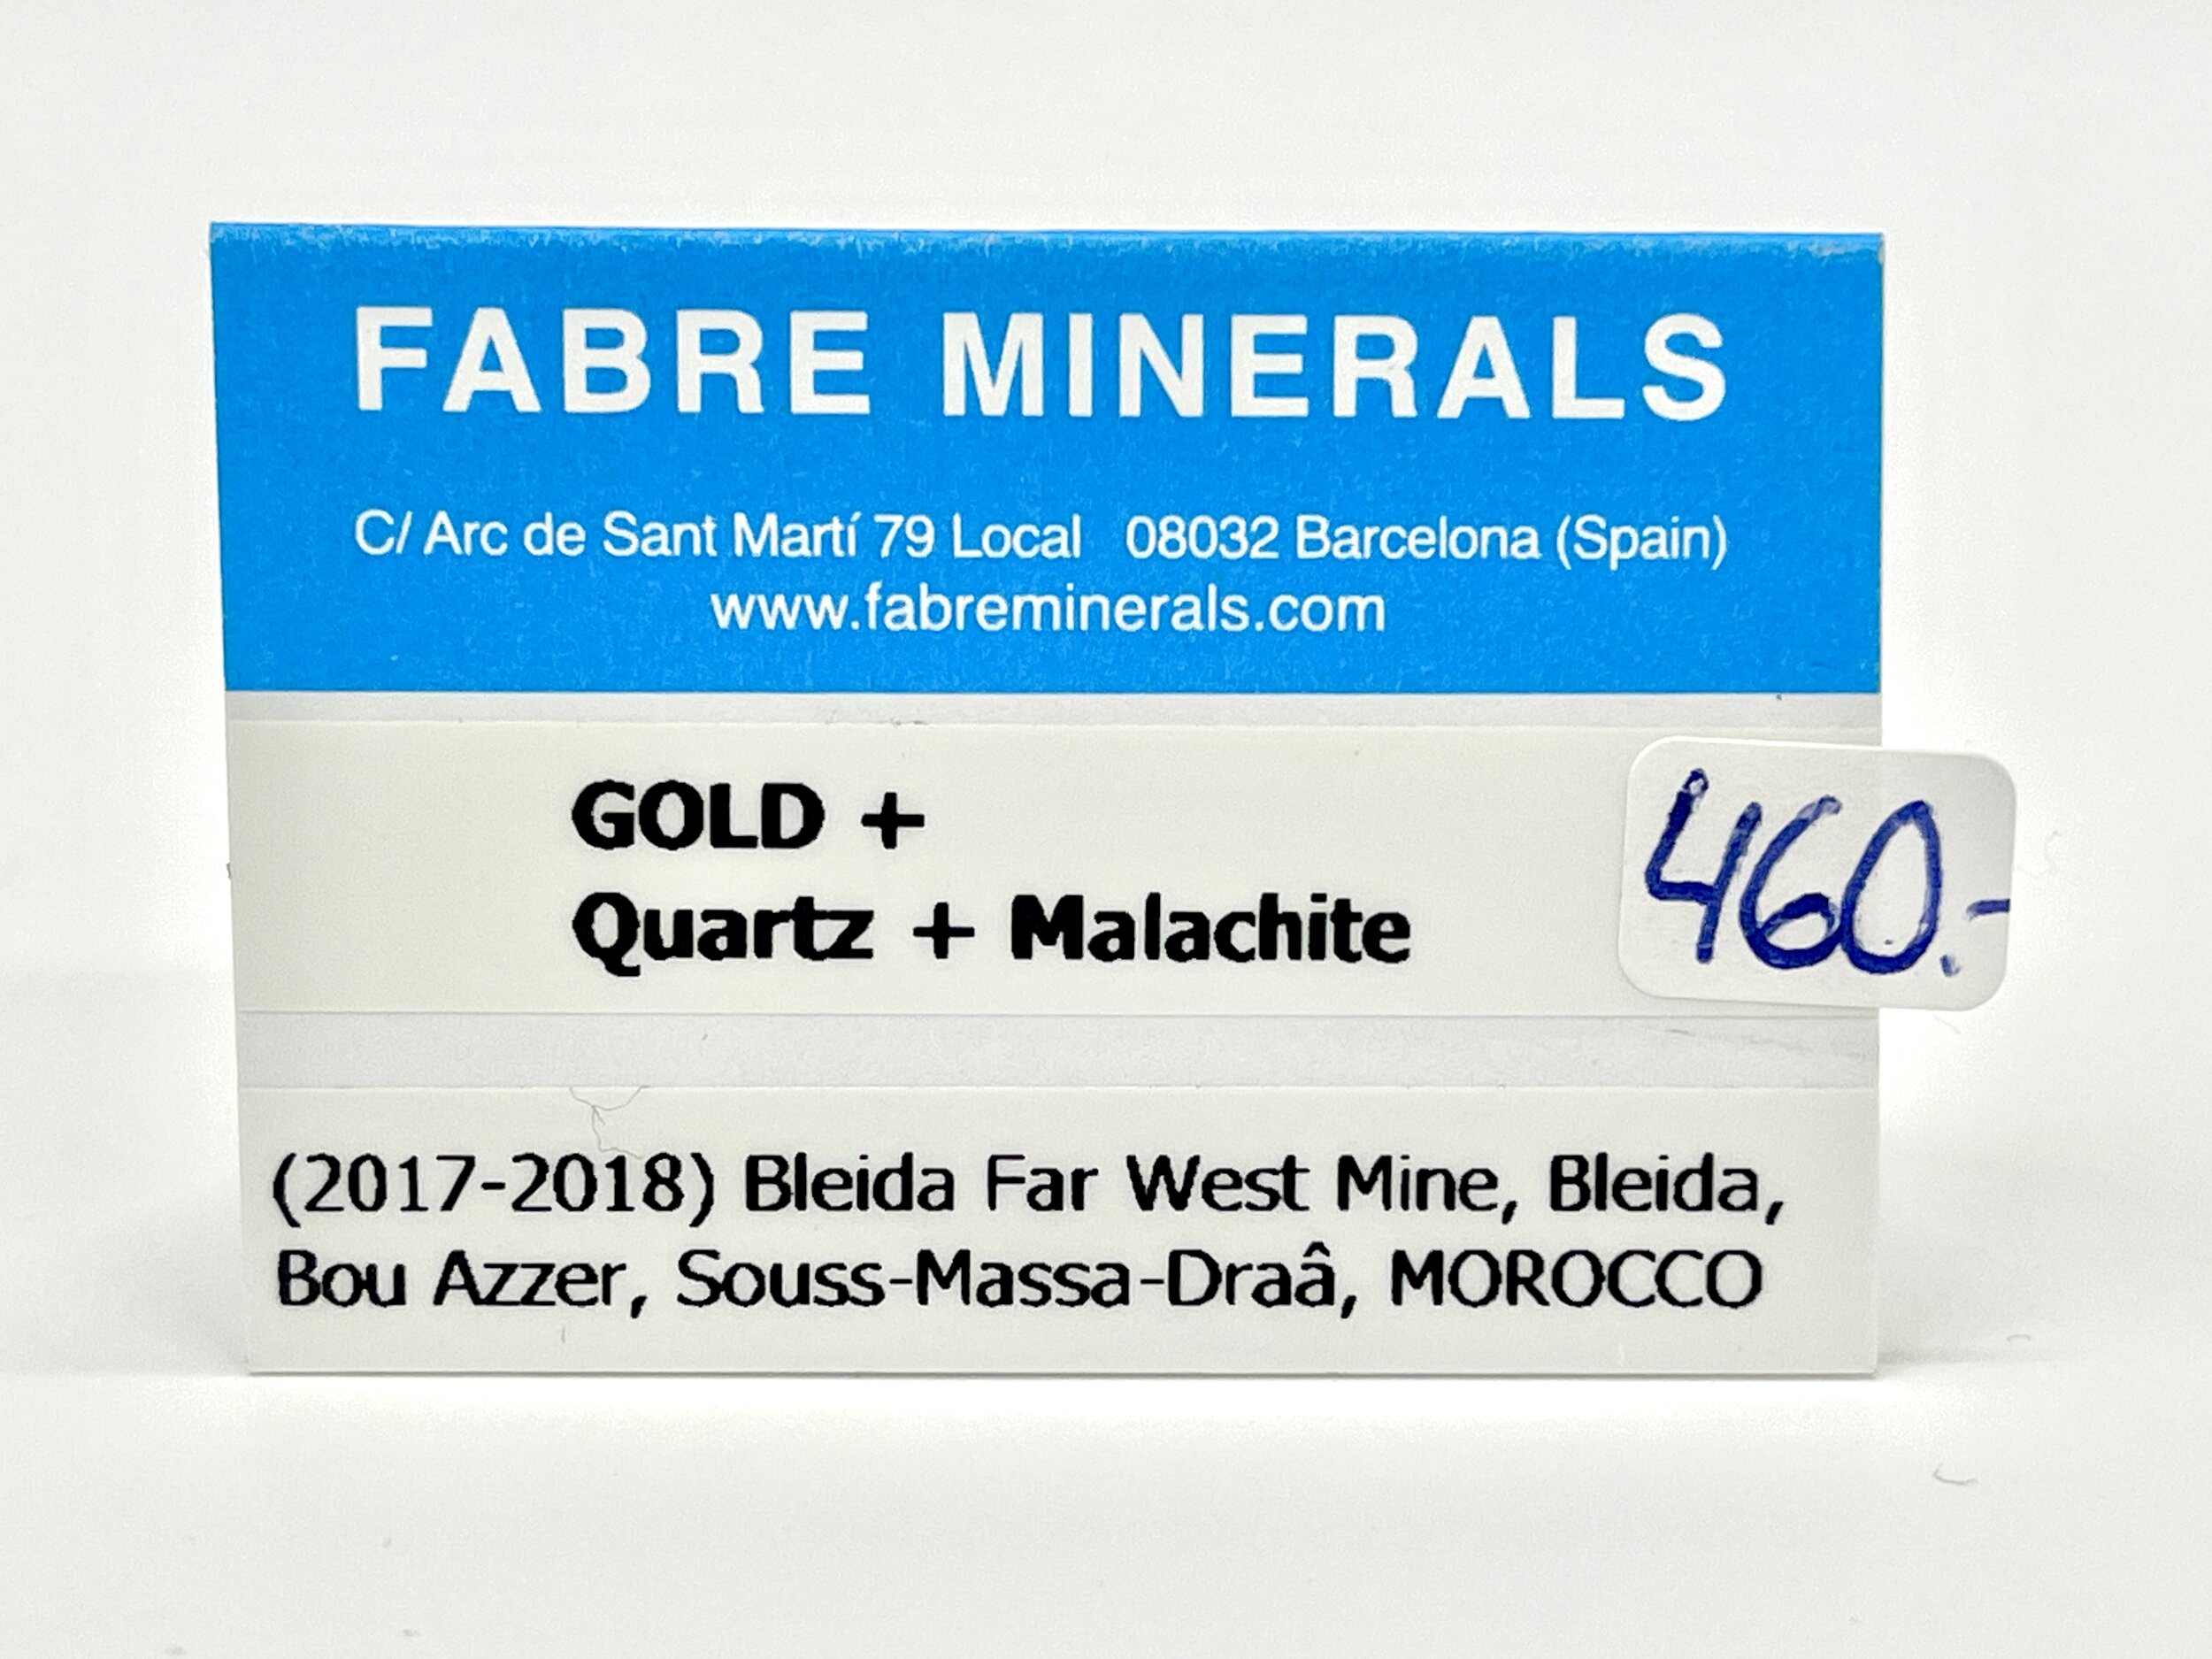 FABRE MINERALS
C/ Arc de Sant Martí 79 Local 08032 Barcelona (Spain)
www.fabreminerals.com
GOLD +
Quartz + Malachite
460.-
(2017-2018) Bleida Far West Mine, Bleida,
Bou Azzer, Souss-Massa-Draâ, MOROCCO